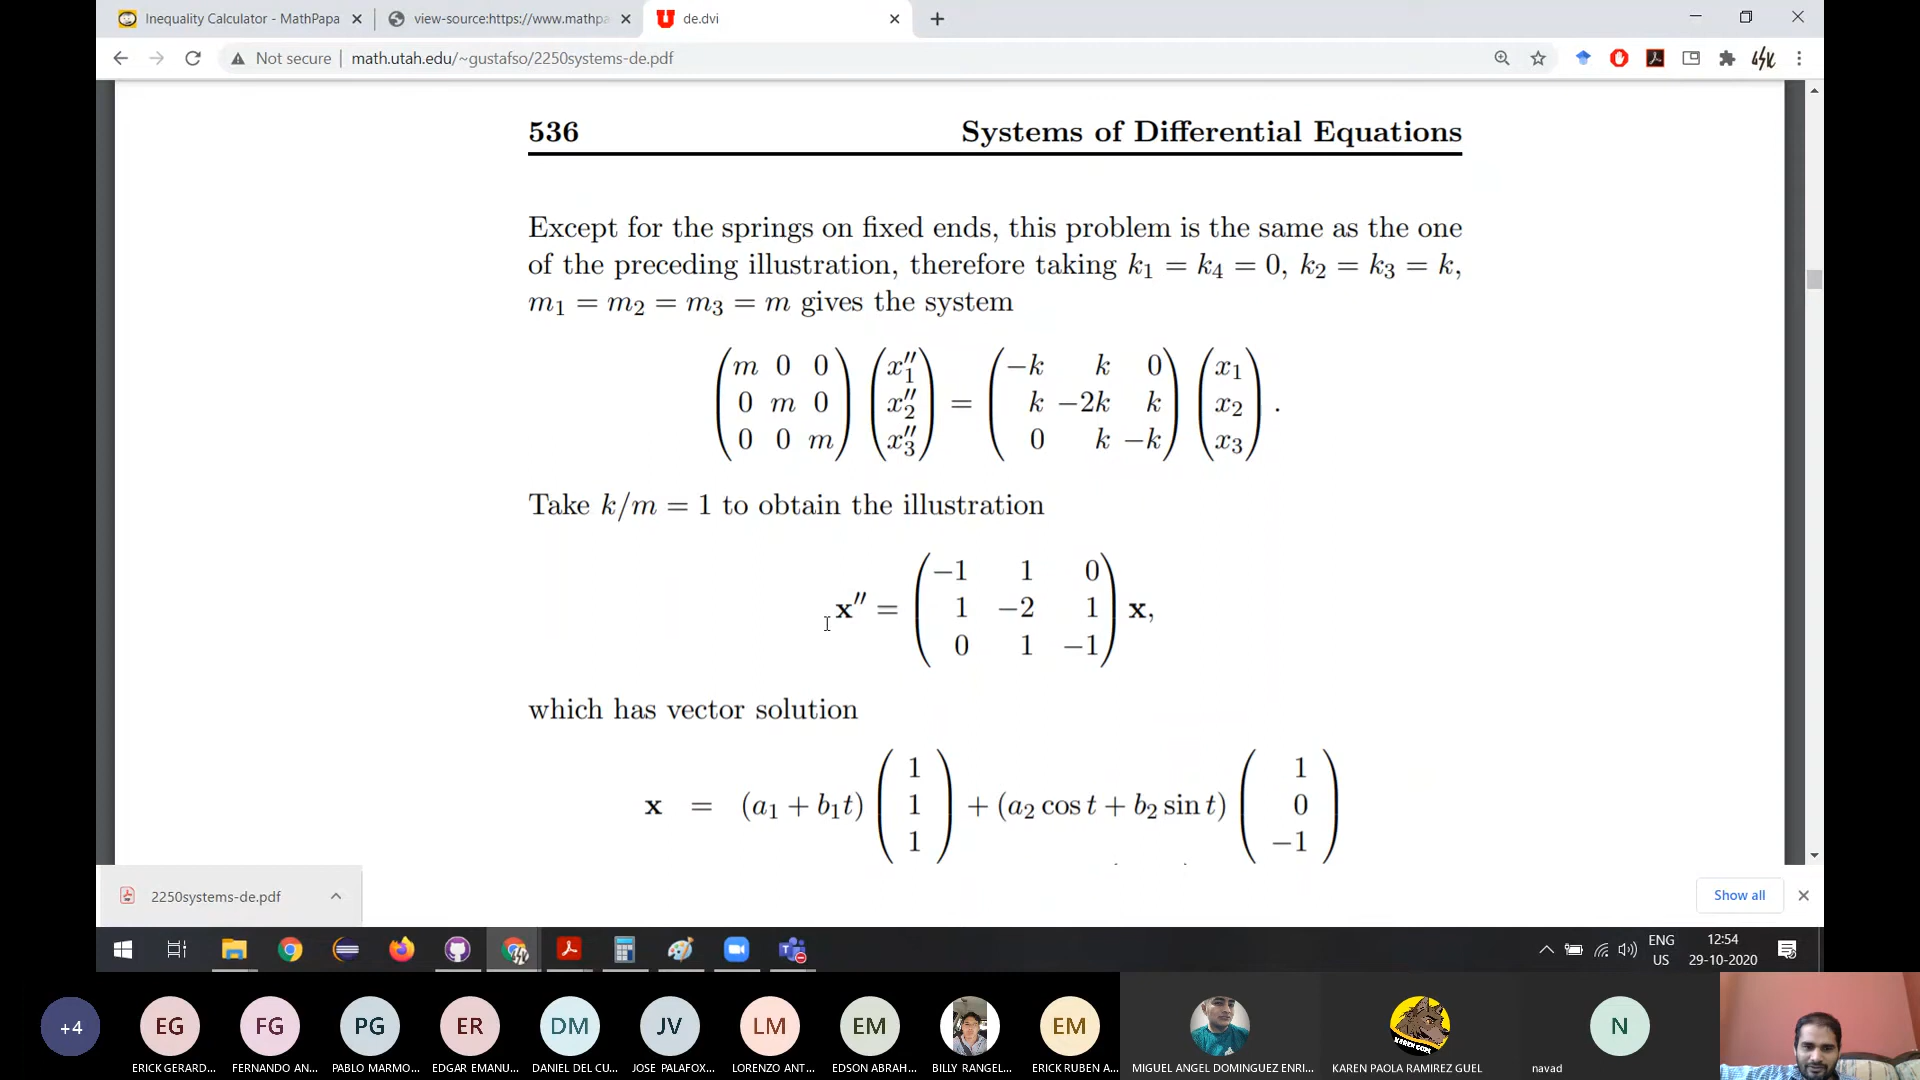 Inequality Calculator - MathPapa
view-source:https://www.mathpa
de.dvi
Not secure
math.utah.edu/~gustafso/2250systems-de.pdf
536 Systems of Differential Equations
Except for the springs on fixed ends, this problem is the same as the one
of the preceding illustration, therefore taking k₁ = k₄ = 0, k₂ = k₃ = k,
m₁ = m₂ = m₃ = m gives the system
m 0 0 x₁″ −k k 0 x₁
0 m 0 x₂″ = k −2k k x₂ .
0 0 m x₃″ 0 k −k x₃
Take k/m = 1 to obtain the illustration
−1 1 0
x″ = 1 −2 1 x,
0 1 −1
which has vector solution
1 1
x = (a₁ + b₁t) 1 + (a₂ cos t + b₂ sin t) 0
1 −1
2250systems-de.pdf
Show all
ENG
US
12:54
29-10-2020
+4
EG
FG
PG
ER
DM
JV
LM
EM
EM
N
ERICK GERARD...
FERNANDO AN...
PABLO MARMO...
EDGAR EMANU...
DANIEL DEL CU...
JOSE PALAFOX...
LORENZO ANT...
EDSON ABRAH...
BILLY RANGEL...
ERICK RUBEN A...
MIGUEL ANGEL DOMINGUEZ ENRI...
KAREN PAOLA RAMIREZ GUEL
navad